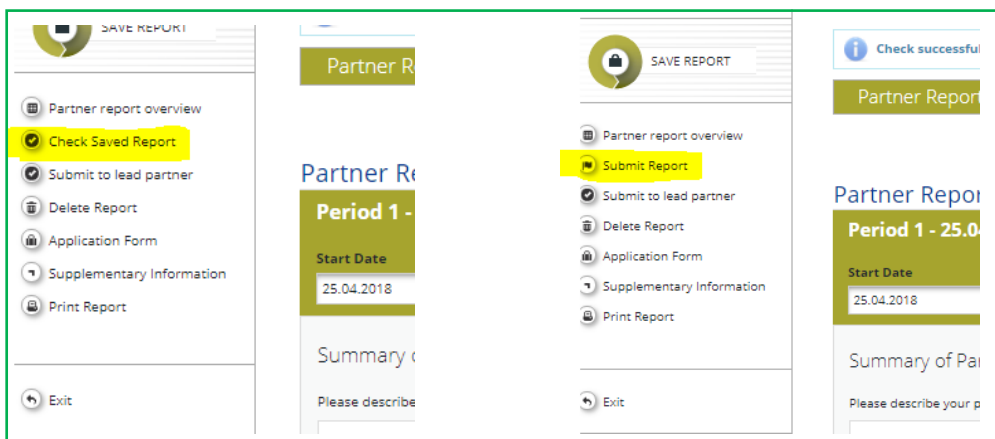 SAVE REPORT
Partner report overview
Check Saved Report
Submit to lead partner
Delete Report
Application Form
Supplementary Information
Print Report
Exit
Partner R
Partner Re
Period 1 -
Start Date
25.04.2018
Summary
Please describe
SAVE REPORT
Partner report overview
Submit Report
Submit to lead partner
Delete Report
Application Form
Supplementary Information
Print Report
Exit
Check successful
Partner Report
Partner Repor
Period 1 - 25.0
Start Date
25.04.2018
Summary of Par
Please describe your p